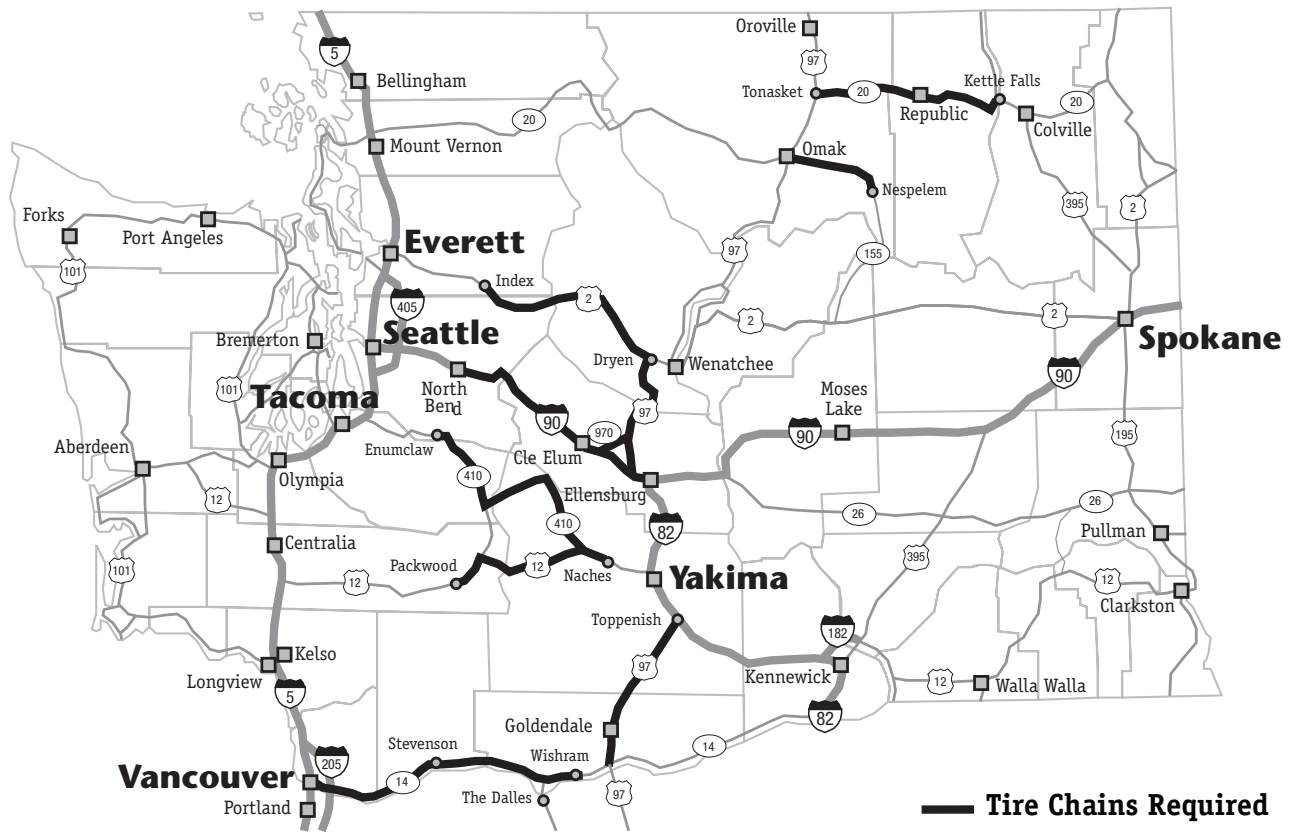 Oroville
5
97
Bellingham
Kettle Falls
Tonasket
20
20
Republic
20
Colville
Mount Vernon
Omak
Nespelem
Forks
Port Angeles
395
2
Everett
97
155
101
Index
405
2
2
2
Seattle
Spokane
Bremerton
Dryen
Wenatchee
90
North
Bend
Moses
Lake
101
Tacoma
97
90
970
90
195
Aberdeen
Enumclaw
Cle Elum
410
Olympia
Ellensburg
12
26
26
410
82
Pullman
Centralia
395
101
Packwood
12
12
Naches
Yakima
12
Clarkston
Toppenish
182
Kelso
97
Longview
Kennewick
12
Walla Walla
5
82
Goldendale
Stevenson
Wishram
14
205
Vancouver
14
The Dalles
97
Portland
Tire Chains Required